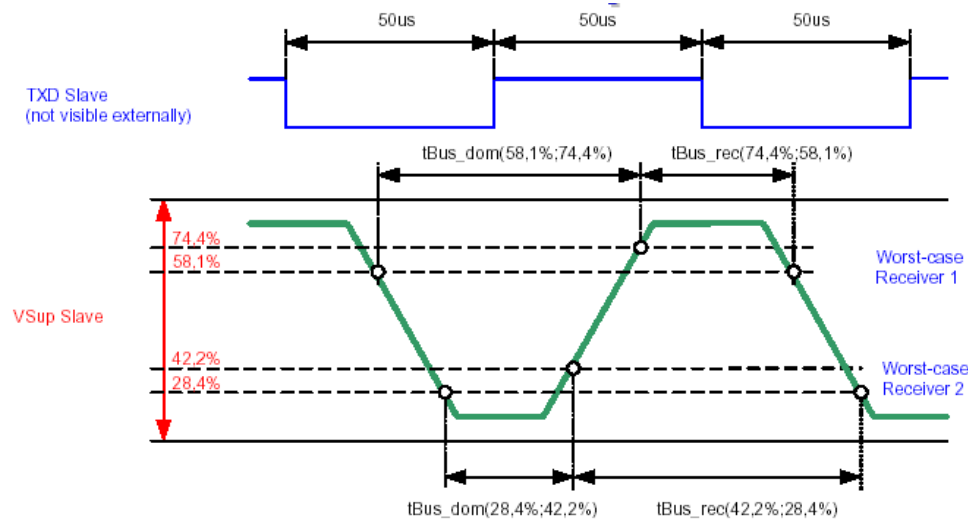 50us 50us 50us
TXD Slave
(not visible externally)
tBus_dom(58,1%;74,4%) tBus_rec(74,4%;58,1%)
74,4%
58,1%
Worst-case
Receiver 1
VSup Slave
42,2%
28,4%
Worst-case
Receiver 2
tBus_dom(28,4%;42,2%) tBus_rec(42,2%;28,4%)